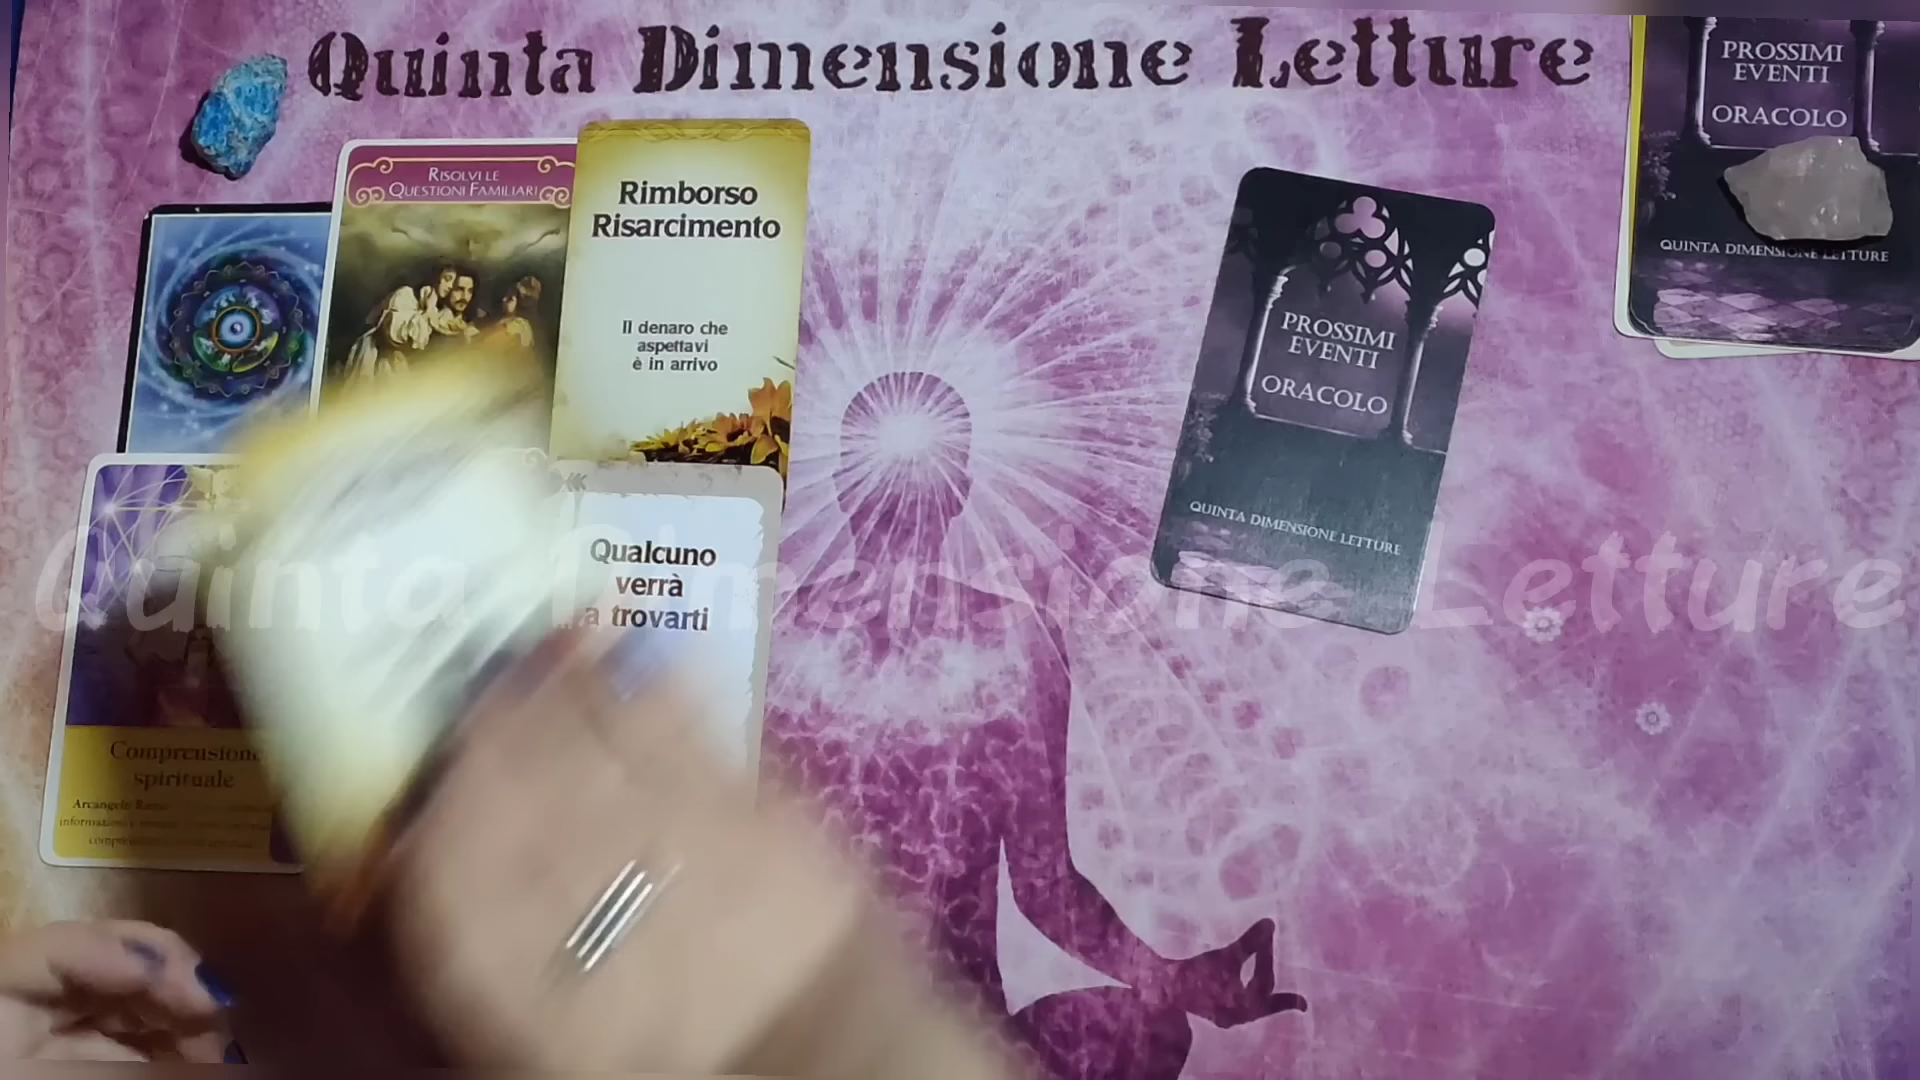 Quinta Dimensione Letture
PROSSIMI
EVENTI
ORACOLO
QUINTA DIMENSIONE LETTURE
RISOLVI LE
QUESTIONI FAMILIARI
Rimborso
Risarcimento
Il denaro che
aspettavi
è in arrivo
PROSSIMI
EVENTI
ORACOLO
QUINTA DIMENSIONE LETTURE
Qualcuno
verrà
a trovarti
Quinta Dimensione Letture
Comprensione
spirituale
Arcangelo